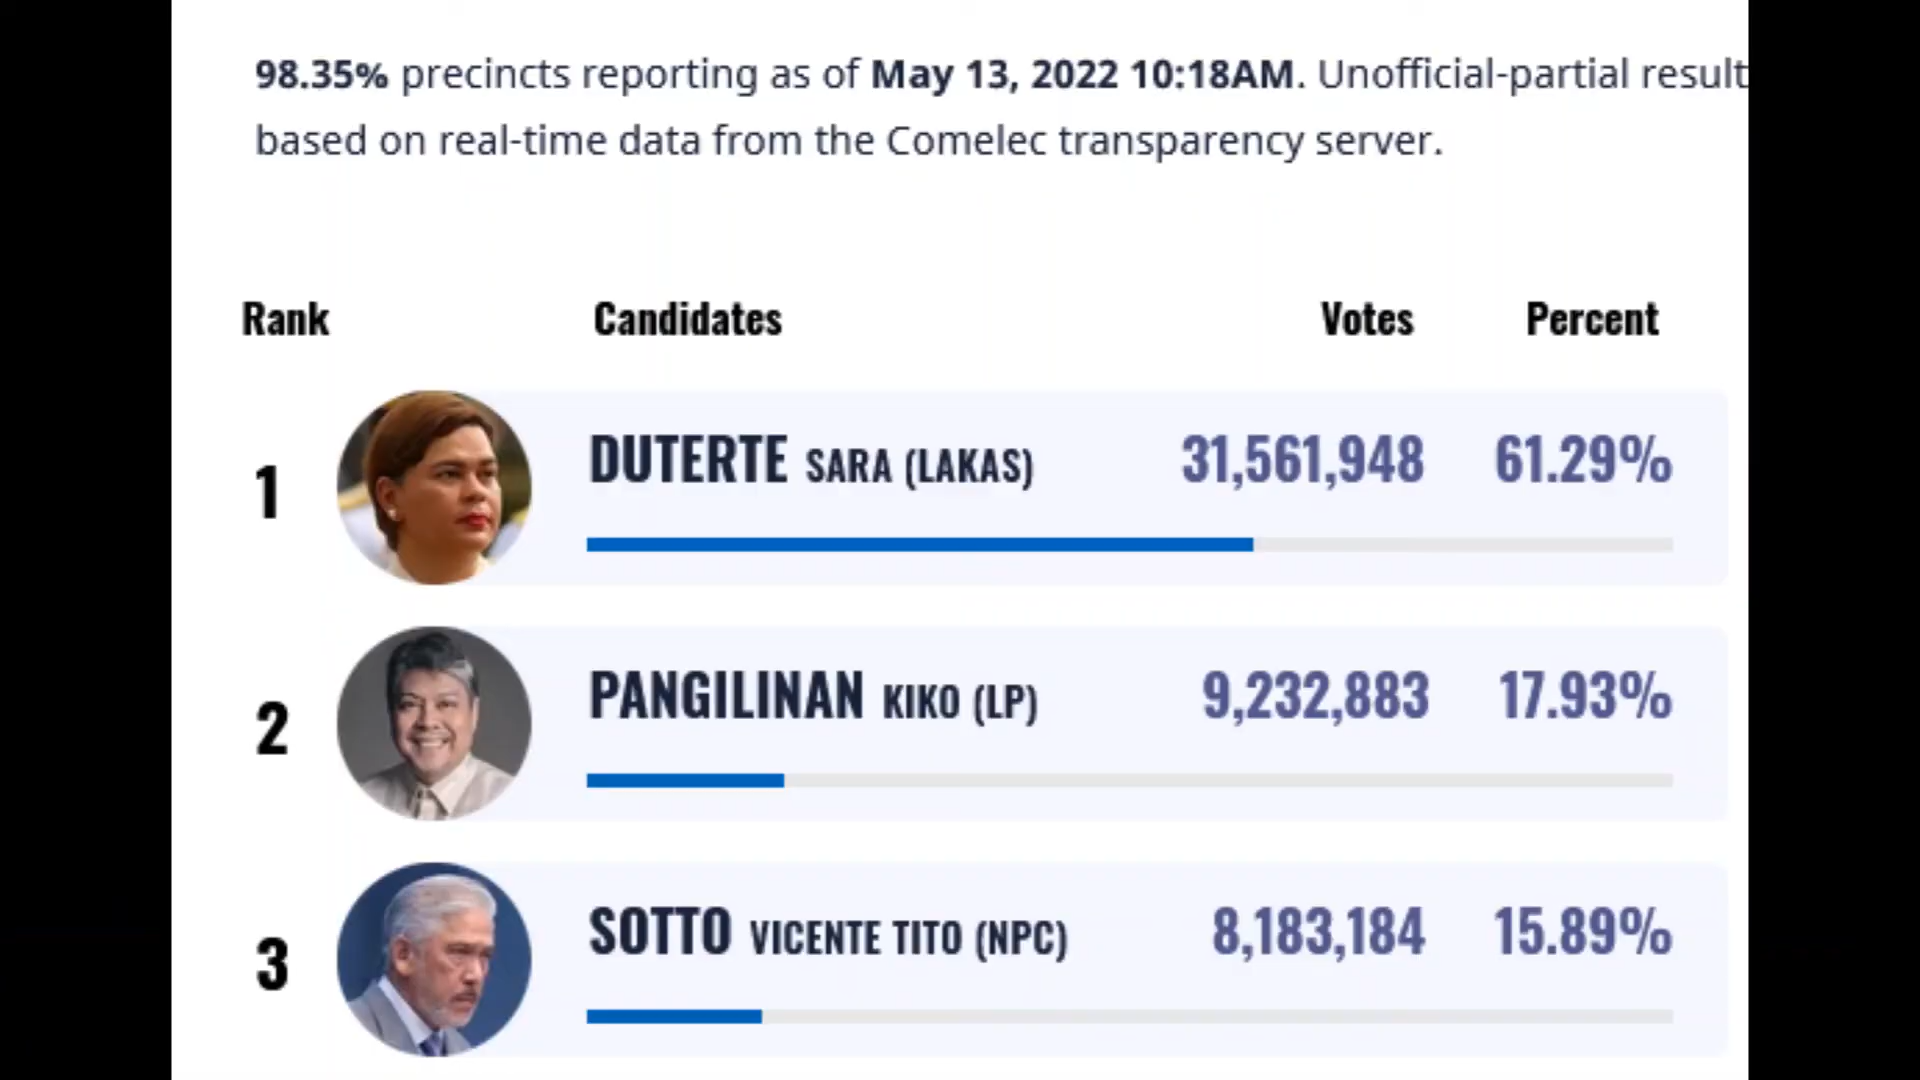 98.35% precincts reporting as of May 13, 2022 10:18AM. Unofficial-partial result
based on real-time data from the Comelec transparency server.
Rank Candidates Votes Percent
1 DUTERTE SARA (LAKAS) 31,561,948 61.29%
2 PANGILINAN KIKO (LP) 9,232,883 17.93%
3 SOTTO VICENTE TITO (NPC) 8,183,184 15.89%